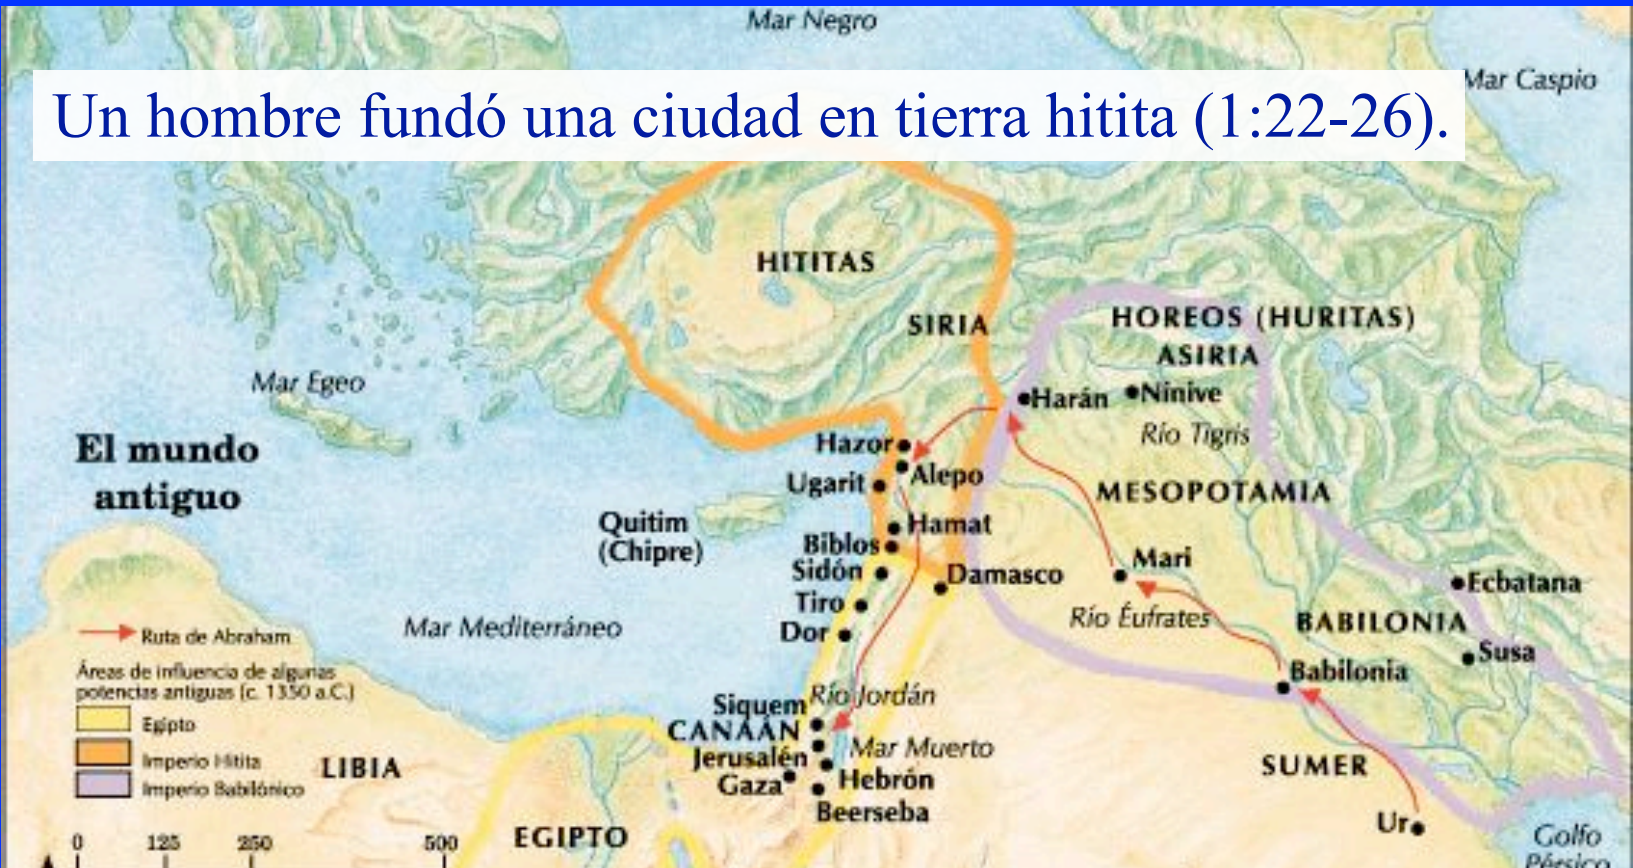 Mar Negro
Mar Caspio
Un hombre fundó una ciudad en tierra hitita (1:22-26).
HITITAS
SIRIA
HOREOS (HURITAS)
ASIRIA
Mar Egeo
Harán
Nínive
Río Tigris
El mundo
antiguo
Hazor
Alepo
Ugarit
MESOPOTAMIA
Quitim
(Chipre)
Hamat
Biblos
Sidón
Damasco
Mari
Ecbatana
Tiro
Mar Mediterráneo
Dor
Río Éufrates
BABILONIA
Susa
Babilonia
Ruta de Abraham
Áreas de influencia de algunas
potencias antiguas (c. 1350 a.C.)
Egipto
Imperio Hitita
Imperio Babilónico
LIBIA
Siquem
Río Jordán
CANAÁN
Jerusalén
Mar Muerto
Gaza
Hebrón
Beerseba
SUMER
Ur
Golfo
Pérsico
0 125 250 500
EGIPTO